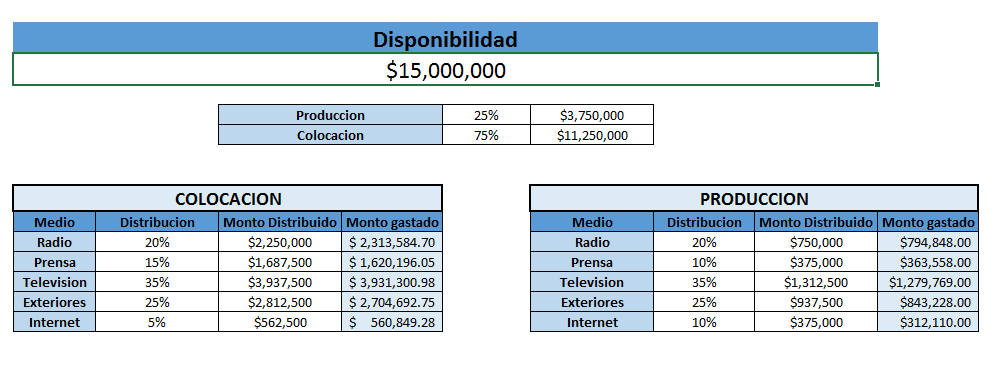 Disponibilidad
$15,000,000
Produccion 25% $3,750,000
Colocacion 75% $11,250,000
COLOCACION
Medio Distribucion Monto Distribuido Monto gastado
Radio 20% $2,250,000 $ 2,313,584.70
Prensa 15% $1,687,500 $ 1,620,196.05
Television 35% $3,937,500 $ 3,931,300.98
Exteriores 25% $2,812,500 $ 2,704,692.75
Internet 5% $562,500 $ 560,849.28
PRODUCCION
Medio Distribucion Monto Distribuido Monto gastado
Radio 20% $750,000 $794,848.00
Prensa 10% $375,000 $363,558.00
Television 35% $1,312,500 $1,279,769.00
Exteriores 25% $937,500 $843,228.00
Internet 10% $375,000 $312,110.00